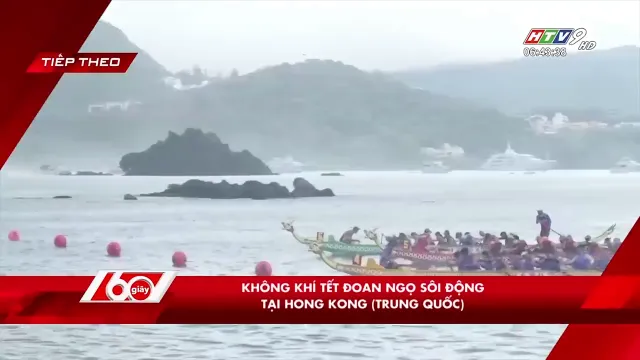 TIẾP THEO
HTV9 HD
06:43:38
60 giây
KHÔNG KHÍ TẾT ĐOAN NGỌ SÔI ĐỘNG
TẠI HONG KONG (TRUNG QUỐC)